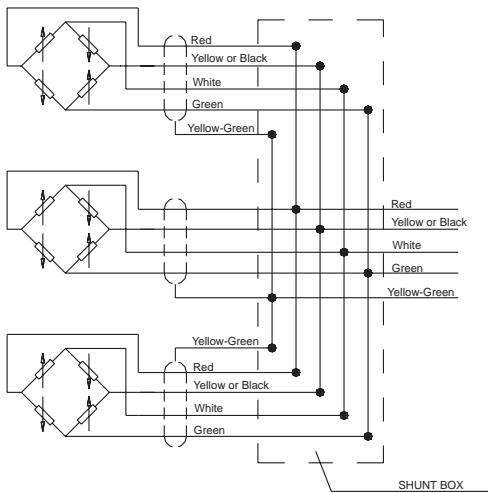 Red
Yellow or Black
White
Green
Yellow-Green
Red
Yellow or Black
White
Green
Yellow-Green
Yellow-Green
Red
Yellow or Black
White
Green
SHUNT BOX